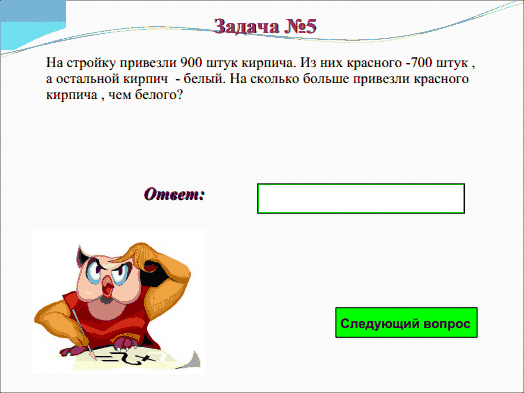 Задача №5
На стройку привезли 900 штук кирпича. Из них красного -700 штук ,
а остальной кирпич - белый. На сколько больше привезли красного
кирпича , чем белого?
Ответ:
Следующий вопрос